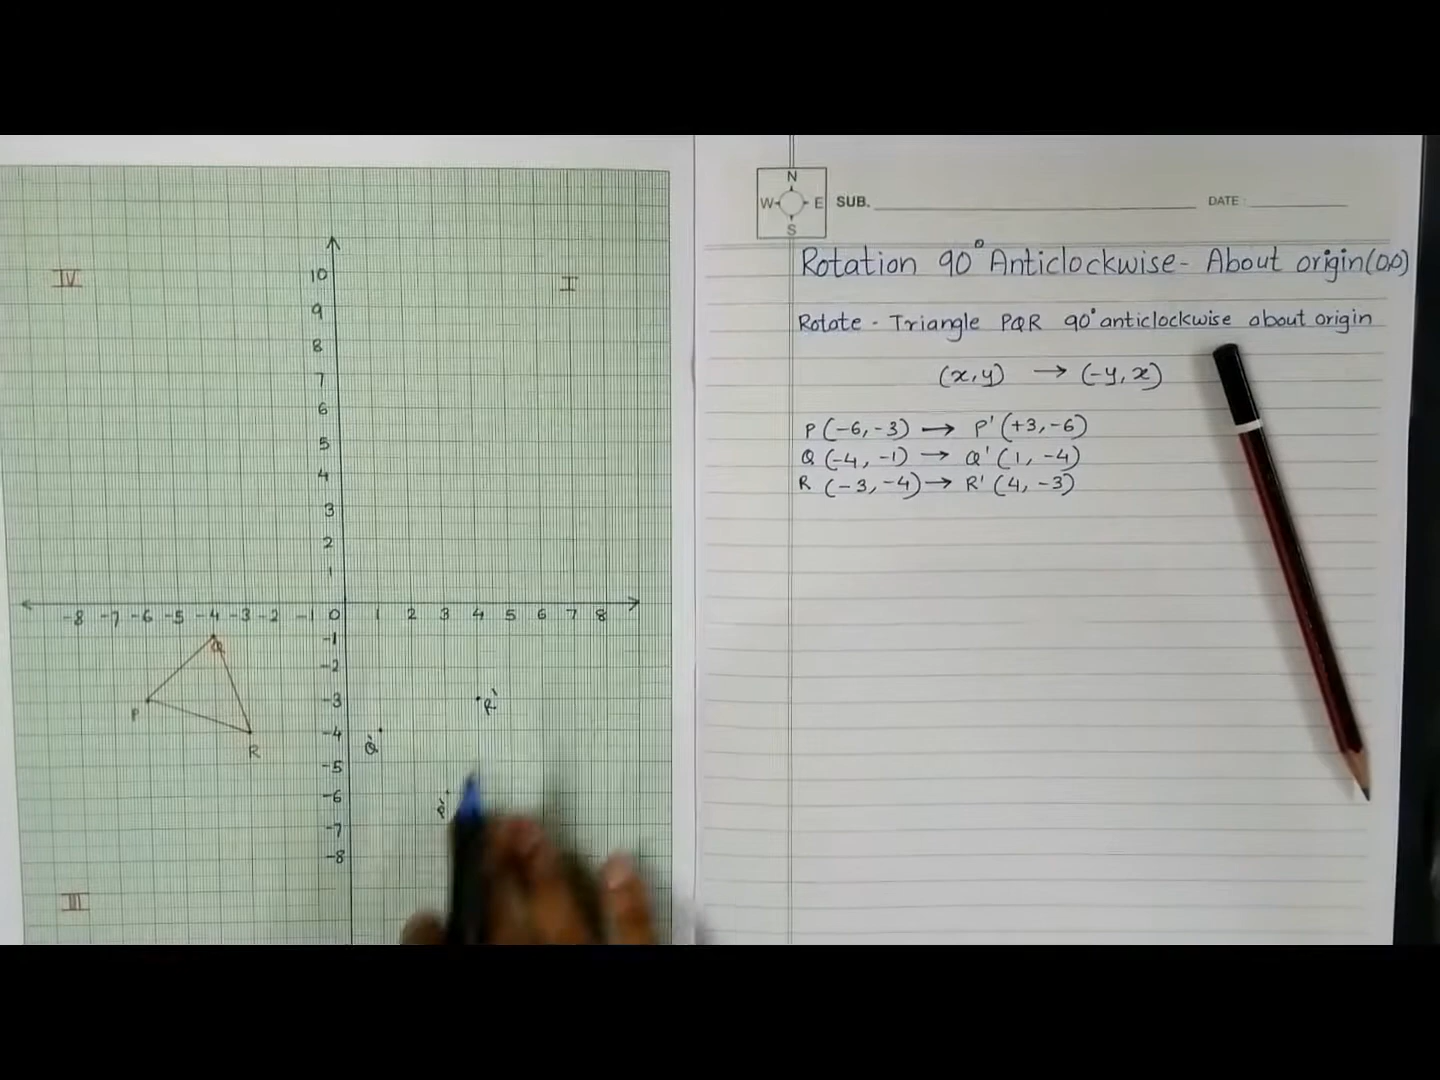 IV
I
10
9
8
7
6
5
4
3
2
1
-8 -7 -6 -5 -4 -3 -2 -1 0 1 2 3 4 5 6 7 8
-1
-2
-3
-4
-5
-6
-7
-8
Q
P
R
R'
Q'
P'
III
N
W E
S
SUB.
DATE :
Rotation 90° Anticlockwise - About origin (0,0)
Rotate - Triangle PQR 90° anticlockwise about origin
(x,y) → (-y, x)
P (-6, -3) → P' (+3, -6)
Q (-4, -1) → Q' (1, -4)
R (-3, -4) → R' (4, -3)